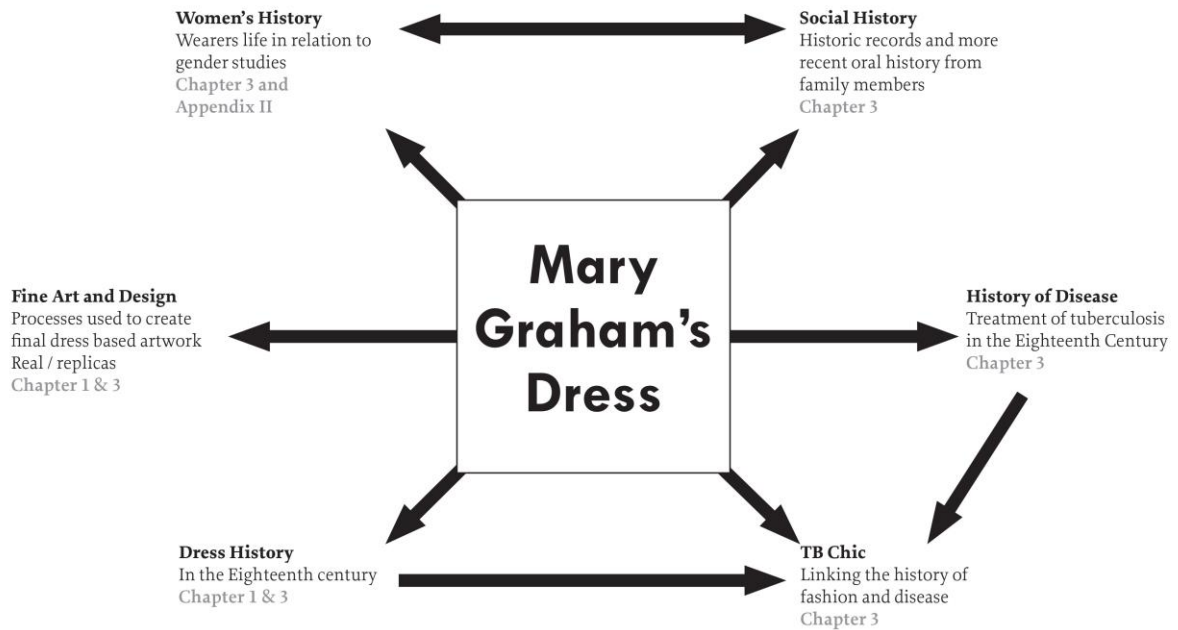 Women's History
Wearers life in relation to
gender studies
Chapter 3 and
Appendix II
Social History
Historic records and more
recent oral history from
family members
Chapter 3
Mary
Graham's
Dress
Fine Art and Design
Processes used to create
final dress based artwork
Real / replicas
Chapter 1 & 3
History of Disease
Treatment of tuberculosis
in the Eighteenth Century
Chapter 3
Dress History
In the Eighteenth century
Chapter 1 & 3
TB Chic
Linking the history of
fashion and disease
Chapter 3